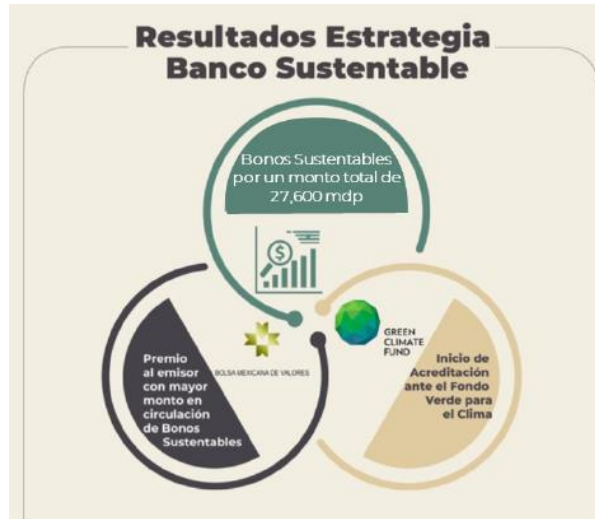 Resultados Estrategia
Banco Sustentable
Bonos Sustentables
por un monto total de
27,600 mdp
$
GREEN
CLIMATE
FUND
BOLSA MEXICANA DE VALORES
Premio
al emisor
con mayor
monto en
circulación
de Bonos
Sustentables
Inicio de
Acreditación
ante el Fondo
Verde para
el Clima